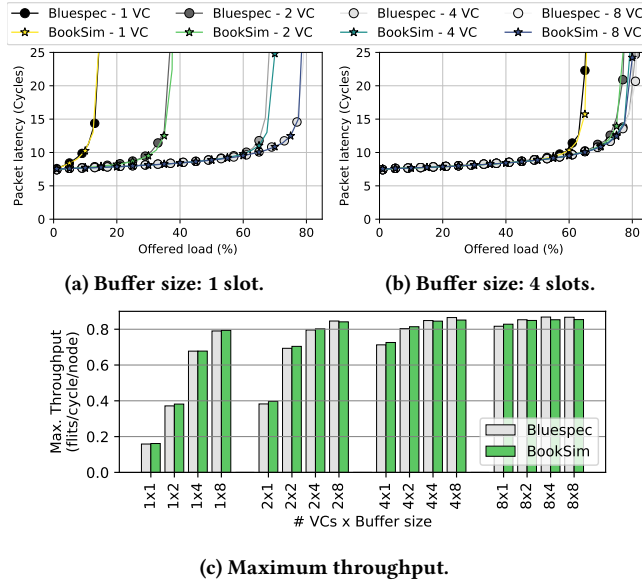 Bluespec - 1 VC Bluespec - 2 VC Bluespec - 4 VC Bluespec - 8 VC
BookSim - 1 VC BookSim - 2 VC BookSim - 4 VC BookSim - 8 VC
25 25
20 20
15 15
10 10
5 5
0 0
0 20 40 60 80 0 20 40 60 80
Packet latency (Cycles) Packet latency (Cycles)
Offered load (%) Offered load (%)
(a) Buffer size: 1 slot. (b) Buffer size: 4 slots.
Max. Throughput
(flits/cycle/node)
0.8
0.6
0.4
0.2
0.0
Bluespec
BookSim
1x1 1x2 1x4 1x8 2x1 2x2 2x4 2x8 4x1 4x2 4x4 4x8 8x1 8x2 8x4 8x8
# VCs x Buffer size
(c) Maximum throughput.